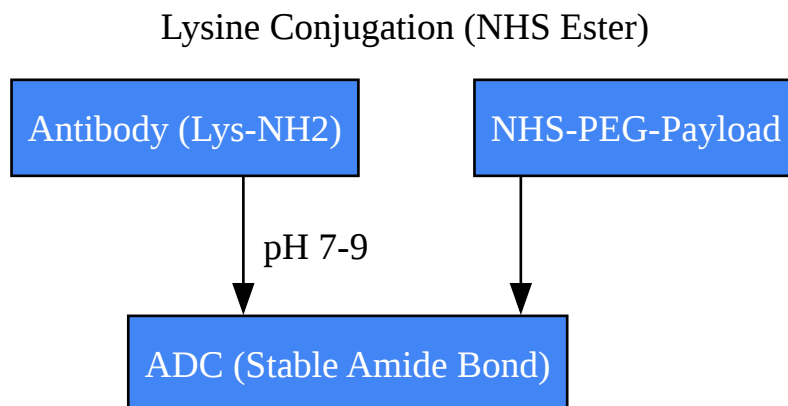 Lysine Conjugation (NHS Ester)
Antibody (Lys-NH2)
NHS-PEG-Payload
pH 7-9
ADC (Stable Amide Bond)